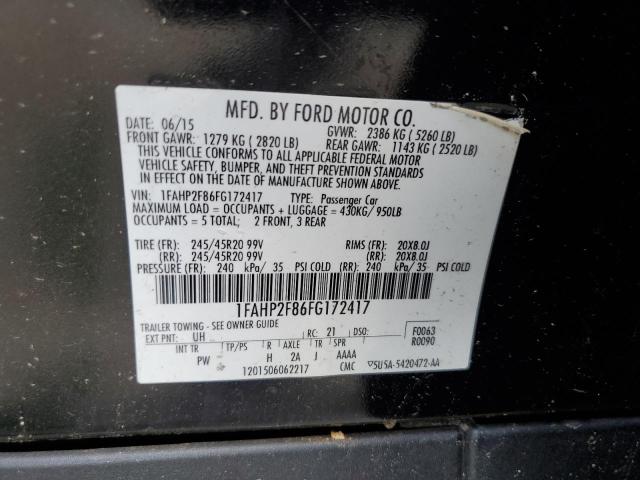 MFD. BY FORD MOTOR CO.
DATE: 06/15 GVWR: 2386 KG ( 5260 LB)
FRONT GAWR: 1279 KG ( 2820 LB) REAR GAWR: 1143 KG ( 2520 LB)
THIS VEHICLE CONFORMS TO ALL APPLICABLE FEDERAL MOTOR
VEHICLE SAFETY, BUMPER, AND THEFT PREVENTION STANDARDS
IN EFFECT ON THE DATE OF MANUFACTURE SHOWN ABOVE.
VIN: 1FAHP2F86FG172417 TYPE: Passenger Car
MAXIMUM LOAD = OCCUPANTS + LUGGAGE = 430KG/ 950LB
OCCUPANTS = 5 TOTAL; 2 FRONT, 3 REAR
TIRE (FR): 245/45R20 99V RIMS (FR): 20X8.0J
(RR): 245/45R20 99V (RR): 20X8.0J
PRESSURE (FR): 240 kPa/ 35 PSI COLD (RR): 240 kPa/ 35 PSI COLD
1FAHP2F86FG172417
TRAILER TOWING - SEE OWNER GUIDE
EXT PNT: UH RC: 21 DSO: F0063
INT TR TP/PS R AXLE TR SPR R0090
PW H 2A J AAAA
1201506062217 CMC ▽5U5A-5420472-AA